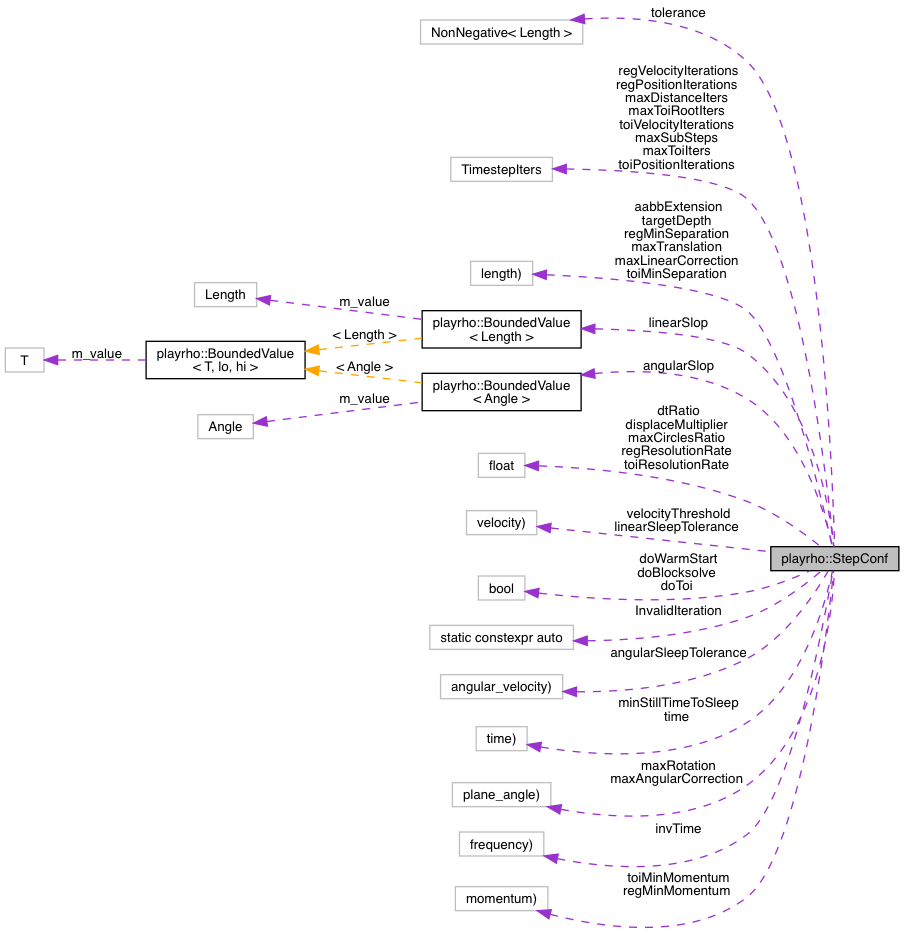 tolerance
NonNegative< Length >
regVelocityIterations
regPositionIterations
maxDistanceIters
maxToiRootIters
toiVelocityIterations
maxSubSteps
maxToiIters
toiPositionIterations
TimestepIters
aabbExtension
targetDepth
regMinSeparation
maxTranslation
maxLinearCorrection
toiMinSeparation
length)
Length
m_value
playrho::BoundedValue
< Length >
linearSlop
< Length >
T
m_value
playrho::BoundedValue
< T, lo, hi >
< Angle >
playrho::BoundedValue
< Angle >
angularSlop
m_value
Angle
dtRatio
displaceMultiplier
maxCirclesRatio
regResolutionRate
toiResolutionRate
float
velocityThreshold
linearSleepTolerance
velocity)
playrho::StepConf
doWarmStart
doBlocksolve
doToi
bool
InvalidIteration
static constexpr auto
angularSleepTolerance
angular_velocity)
minStillTimeToSleep
time
time)
maxRotation
maxAngularCorrection
plane_angle)
invTime
frequency)
toiMinMomentum
regMinMomentum
momentum)